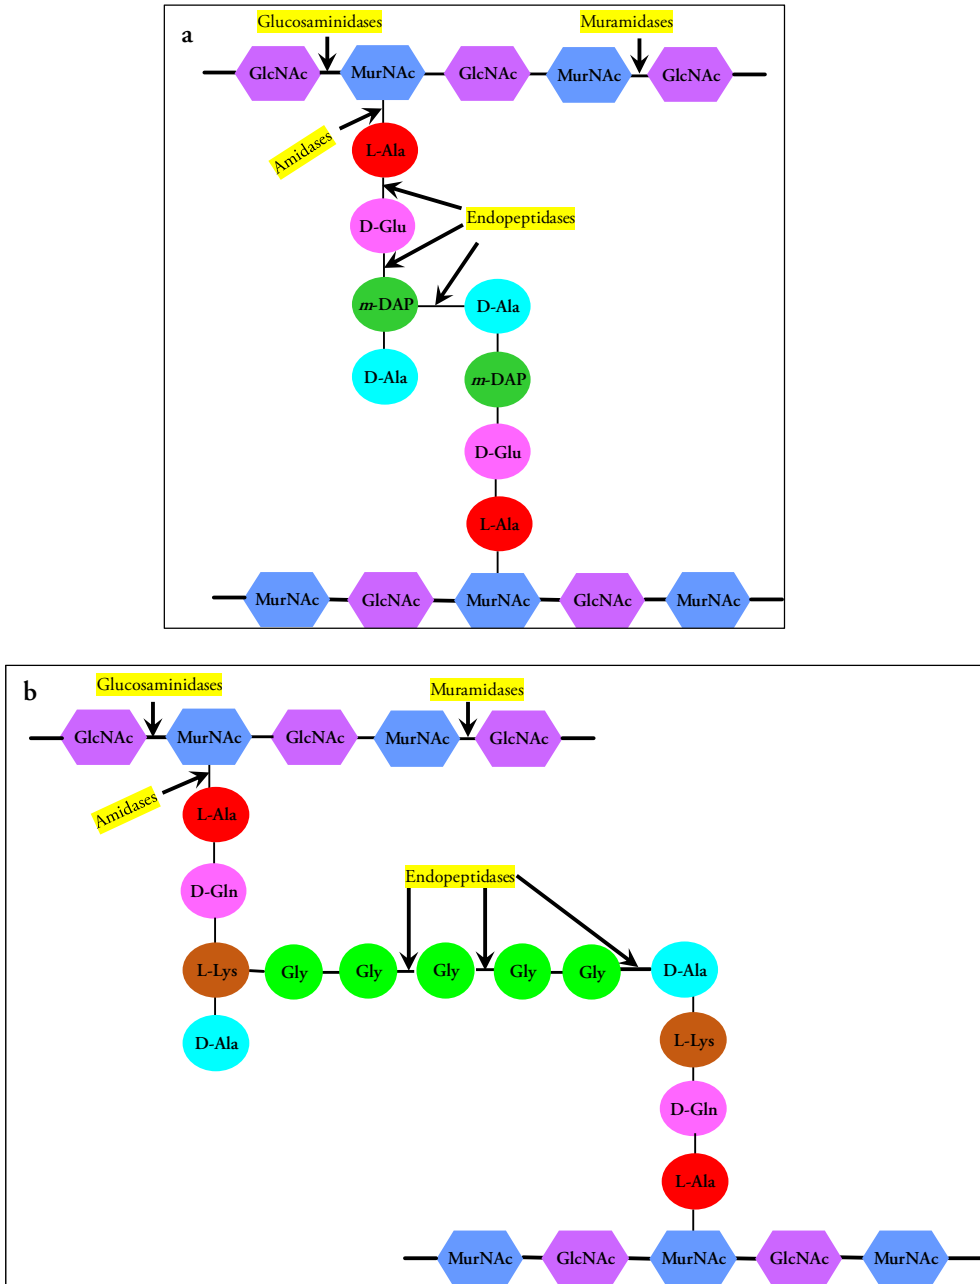 a
Glucosaminidases
Muramidases
GlcNAc MurNAc GlcNAc MurNAc GlcNAc
Amidases
L-Ala
D-Glu
Endopeptidases
m-DAP D-Ala
D-Ala m-DAP
D-Glu
L-Ala
MurNAc GlcNAc MurNAc GlcNAc MurNAc
b
Glucosaminidases
Muramidases
GlcNAc MurNAc GlcNAc MurNAc GlcNAc
Amidases
L-Ala
D-Gln
Endopeptidases
L-Lys Gly Gly Gly Gly Gly D-Ala
D-Ala L-Lys
D-Gln
L-Ala
MurNAc GlcNAc MurNAc GlcNAc MurNAc